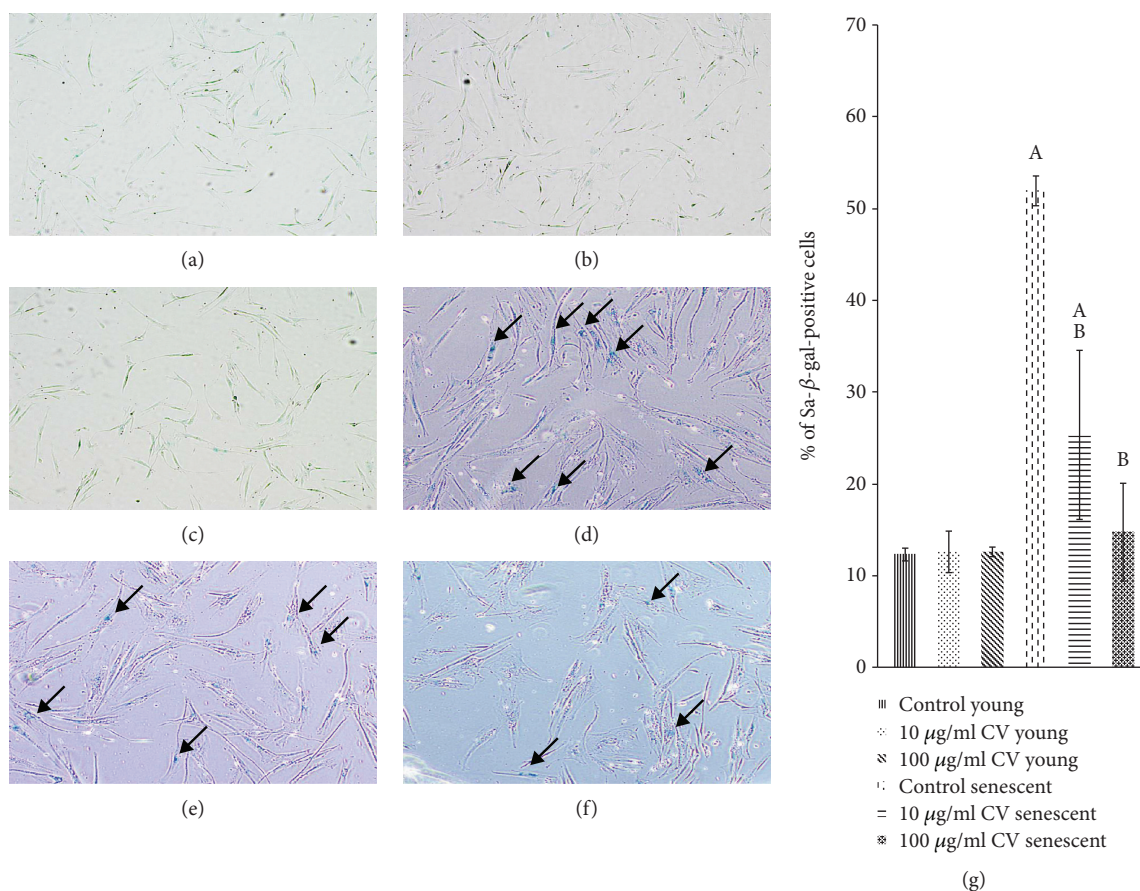 (a)
(b)
(c)
(d)
(e)
(f)
% of Sa-β-gal-positive cells
70
60
50
40
30
20
10
0
A
A
B
B
Control young
10 μg/ml CV young
100 μg/ml CV young
Control senescent
10 μg/ml CV senescent
100 μg/ml CV senescent
(g)